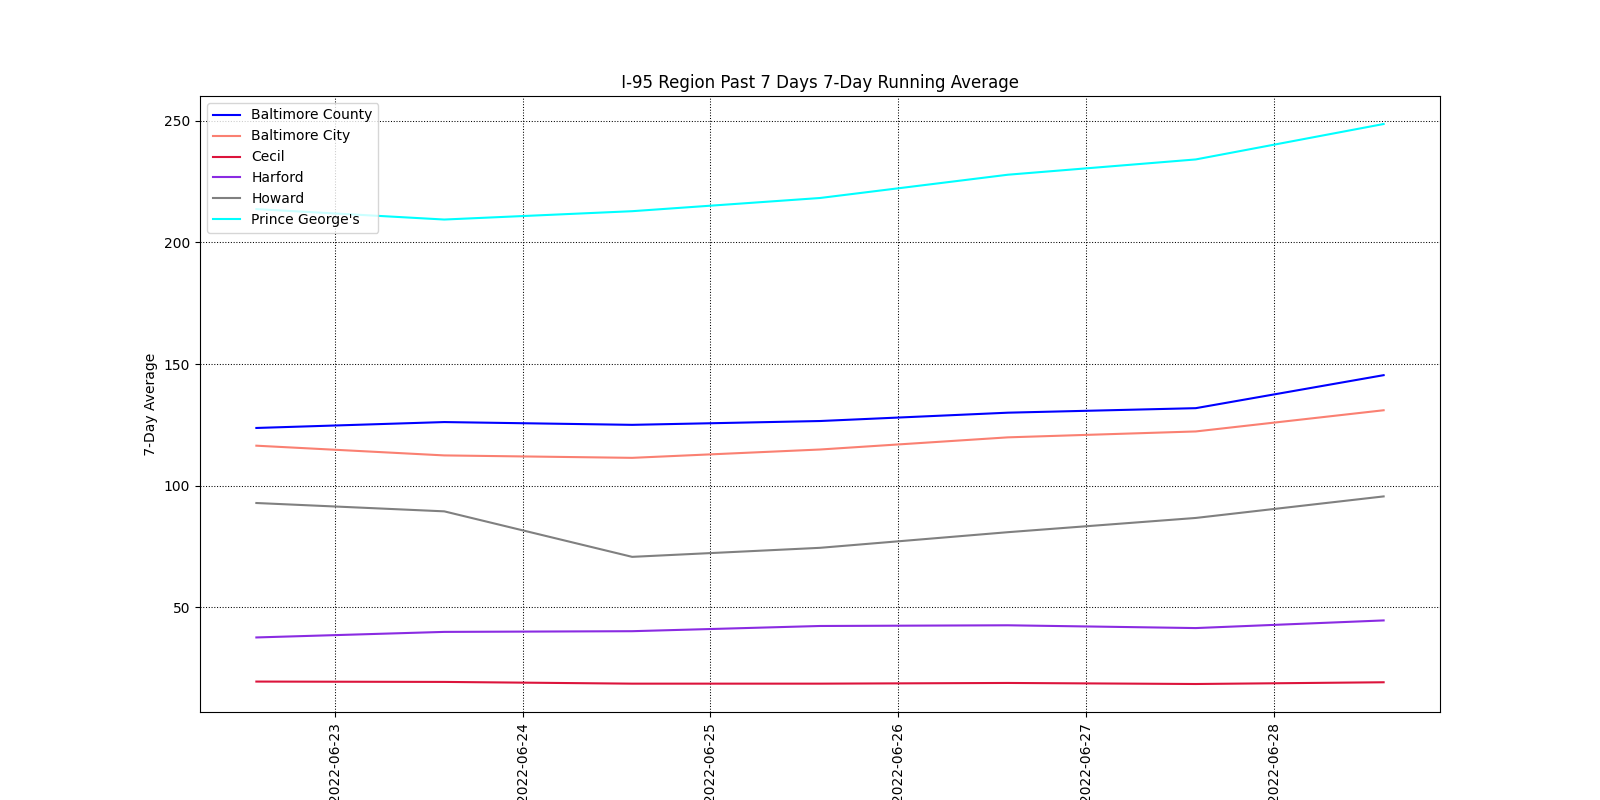 I-95 Region Past 7 Days 7-Day Running Average
Baltimore County
Baltimore City
Cecil
Harford
Howard
Prince George's
250
200
150
100
50
7-Day Average
2022-06-23
2022-06-24
2022-06-25
2022-06-26
2022-06-27
2022-06-28